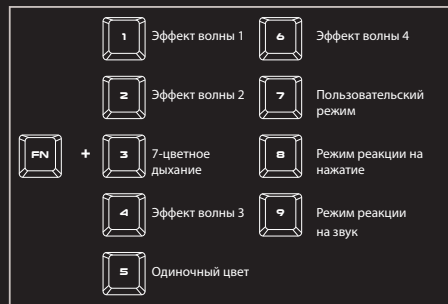 1 Эффект волны 1
6 Эффект волны 4
2 Эффект волны 2
7 Пользовательский
режим
FN + 3 7-цветное
дыхание
8 Режим реакции на
нажатие
4 Эффект волны 3
9 Режим реакции
на звук
5 Одиночный цвет